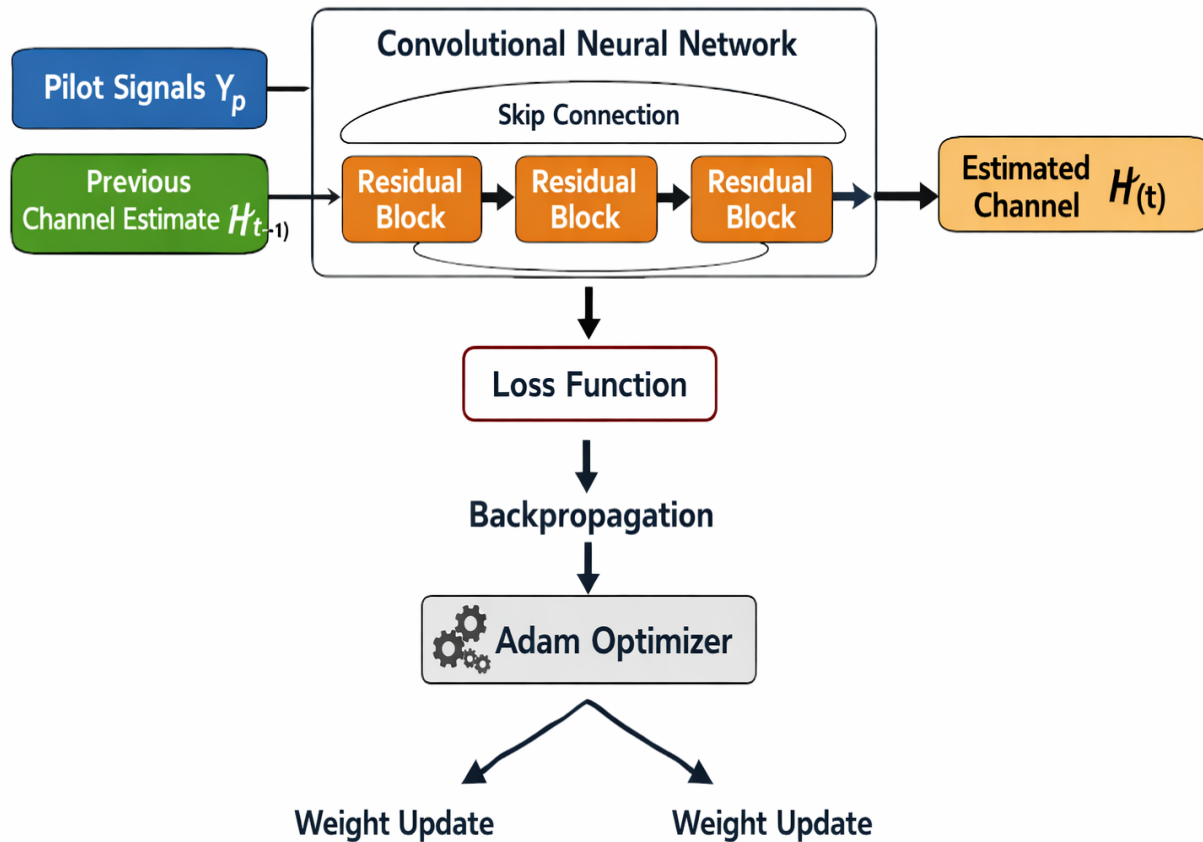 Convolutional Neural Network
Pilot Signals Yp
Skip Connection
Previous
Channel Estimate Ht-1)
Residual
Block
Residual
Block
Residual
Block
Estimated
Channel H(t)
Loss Function
Backpropagation
Adam Optimizer
Weight Update
Weight Update